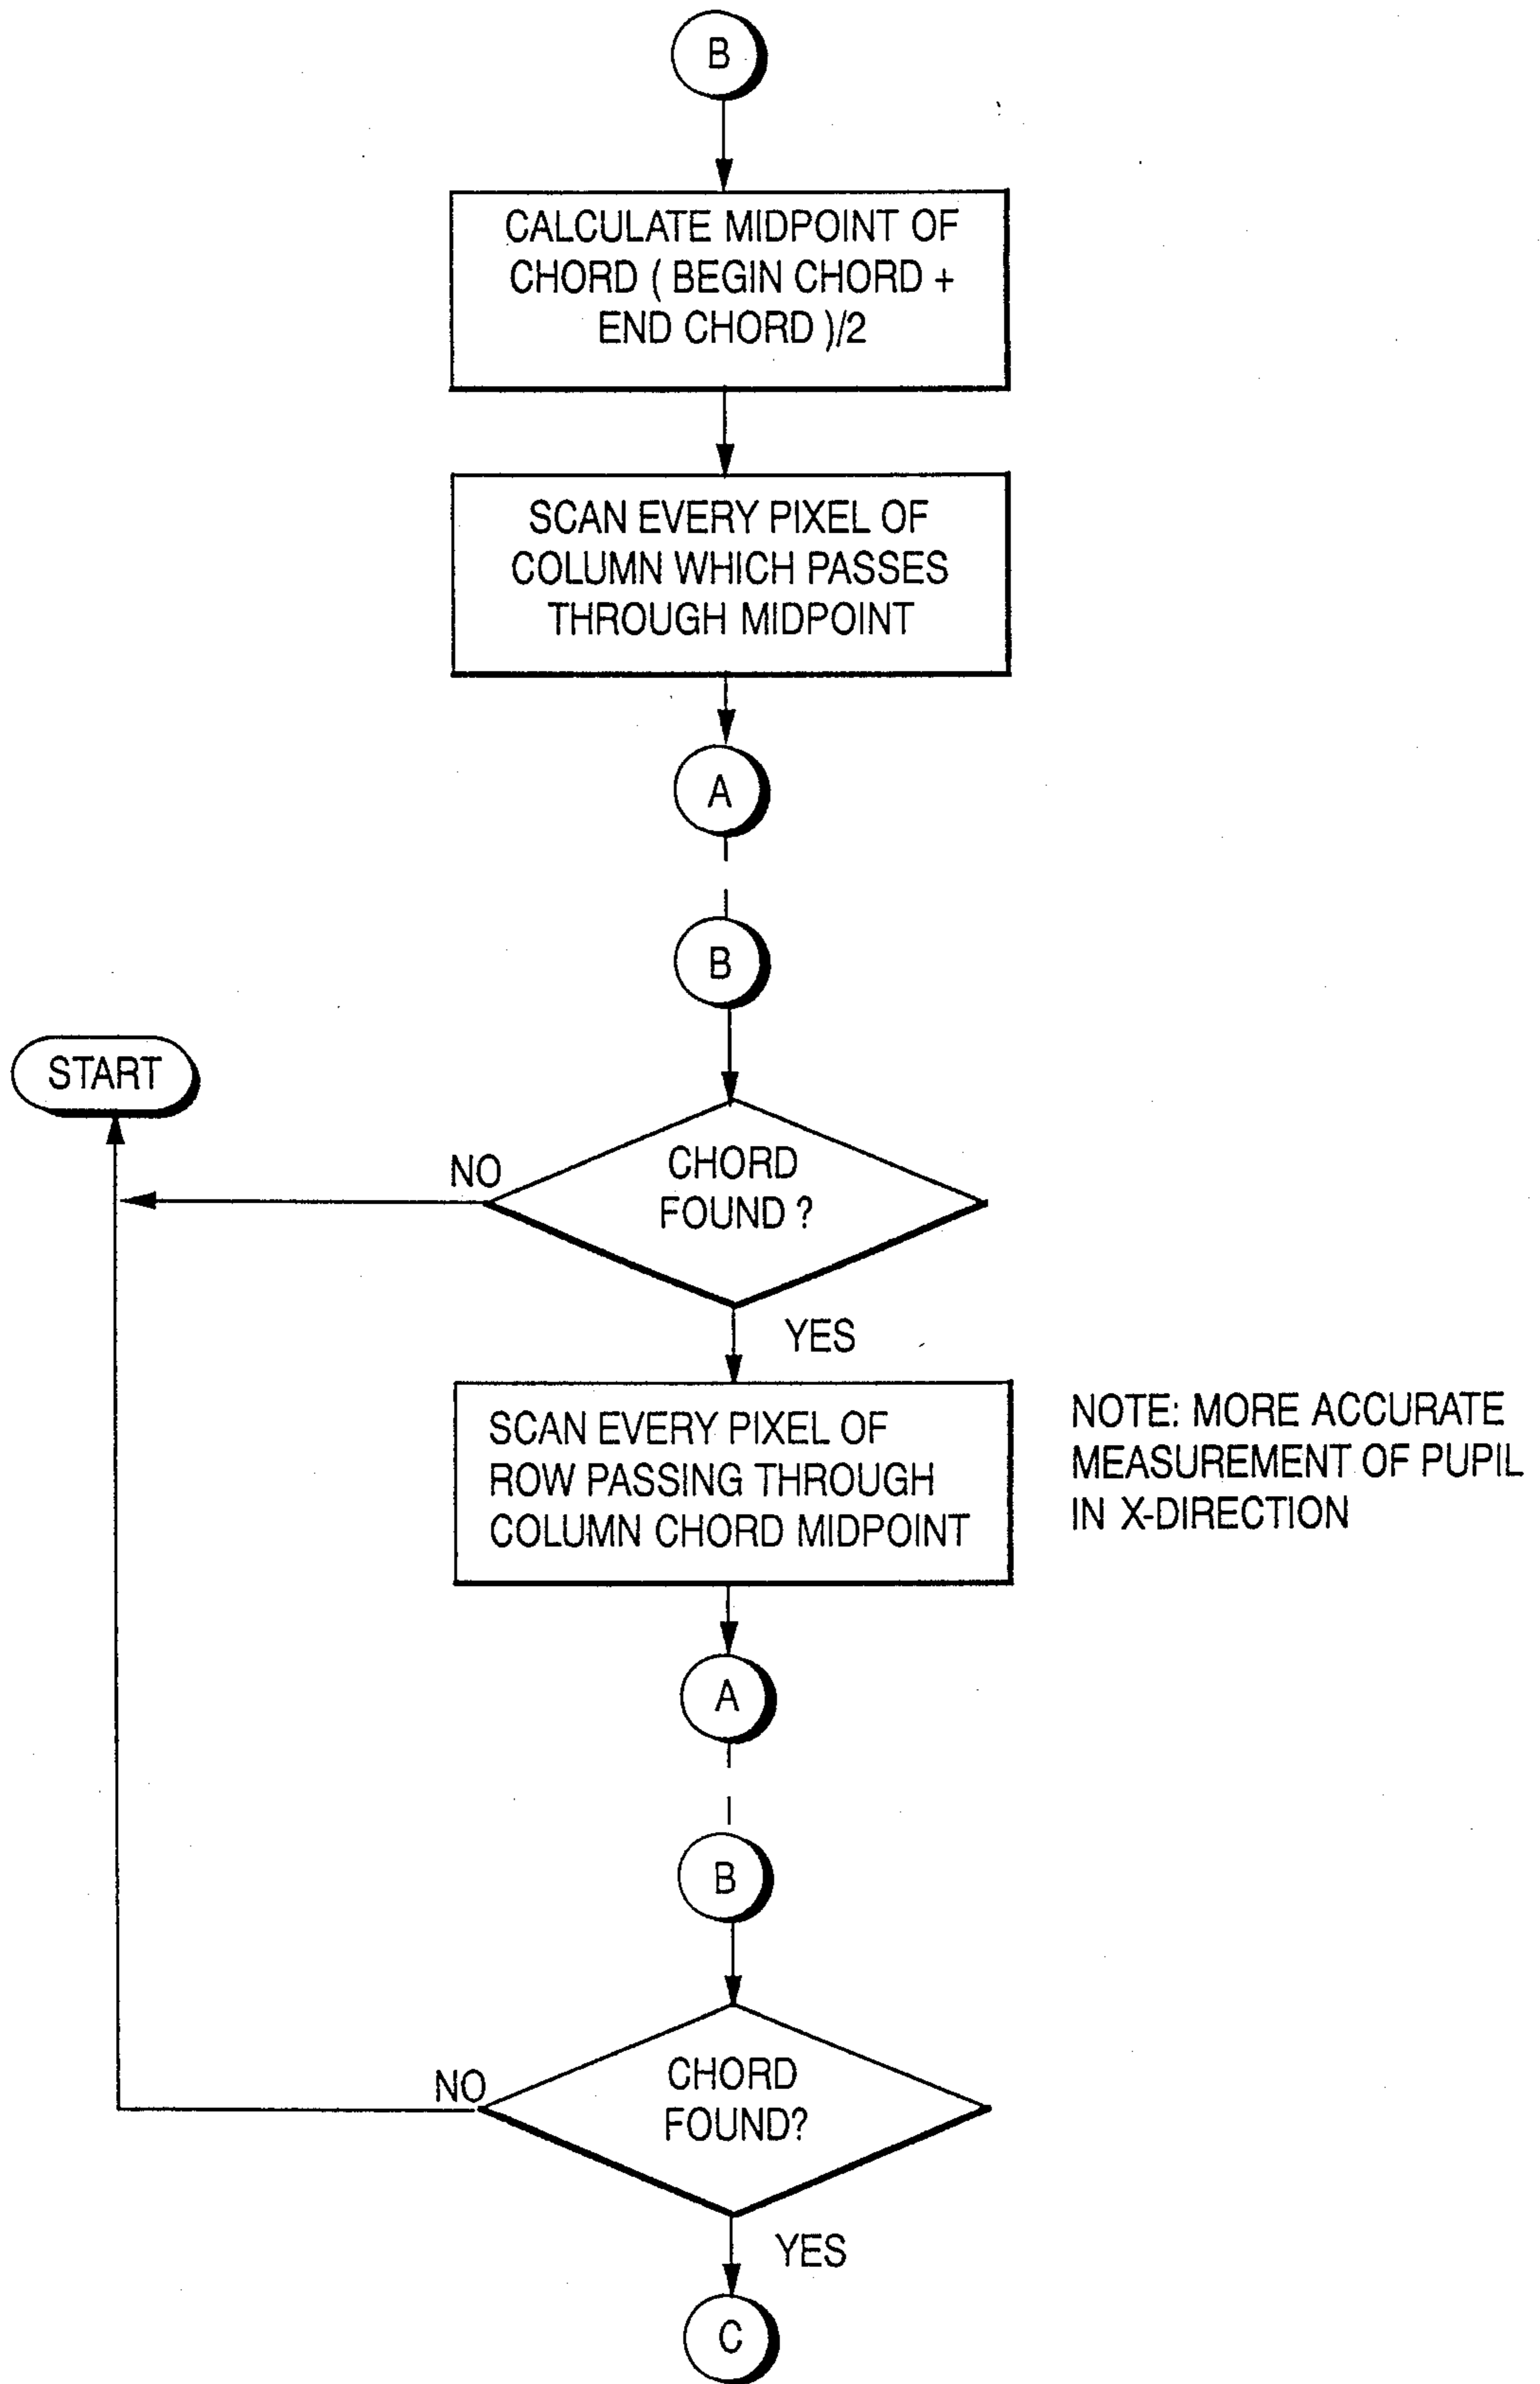 B
CALCULATE MIDPOINT OF
CHORD ( BEGIN CHORD +
END CHORD )/2
SCAN EVERY PIXEL OF
COLUMN WHICH PASSES
THROUGH MIDPOINT
A
B
START
NO
CHORD
FOUND ?
YES
SCAN EVERY PIXEL OF
ROW PASSING THROUGH
COLUMN CHORD MIDPOINT
NOTE: MORE ACCURATE
MEASUREMENT OF PUPIL
IN X-DIRECTION
A
B
NO
CHORD
FOUND?
YES
C